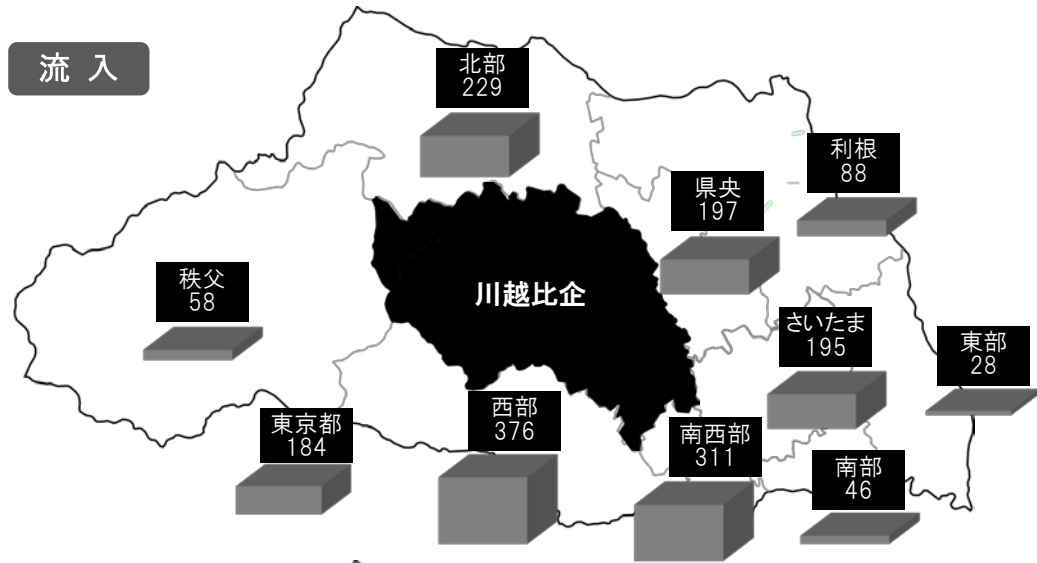 流入
北部
229
利根
88
県央
197
秩父
58
川越比企
さいたま
195
東部
28
東京都
184
西部
376
南西部
311
南部
46